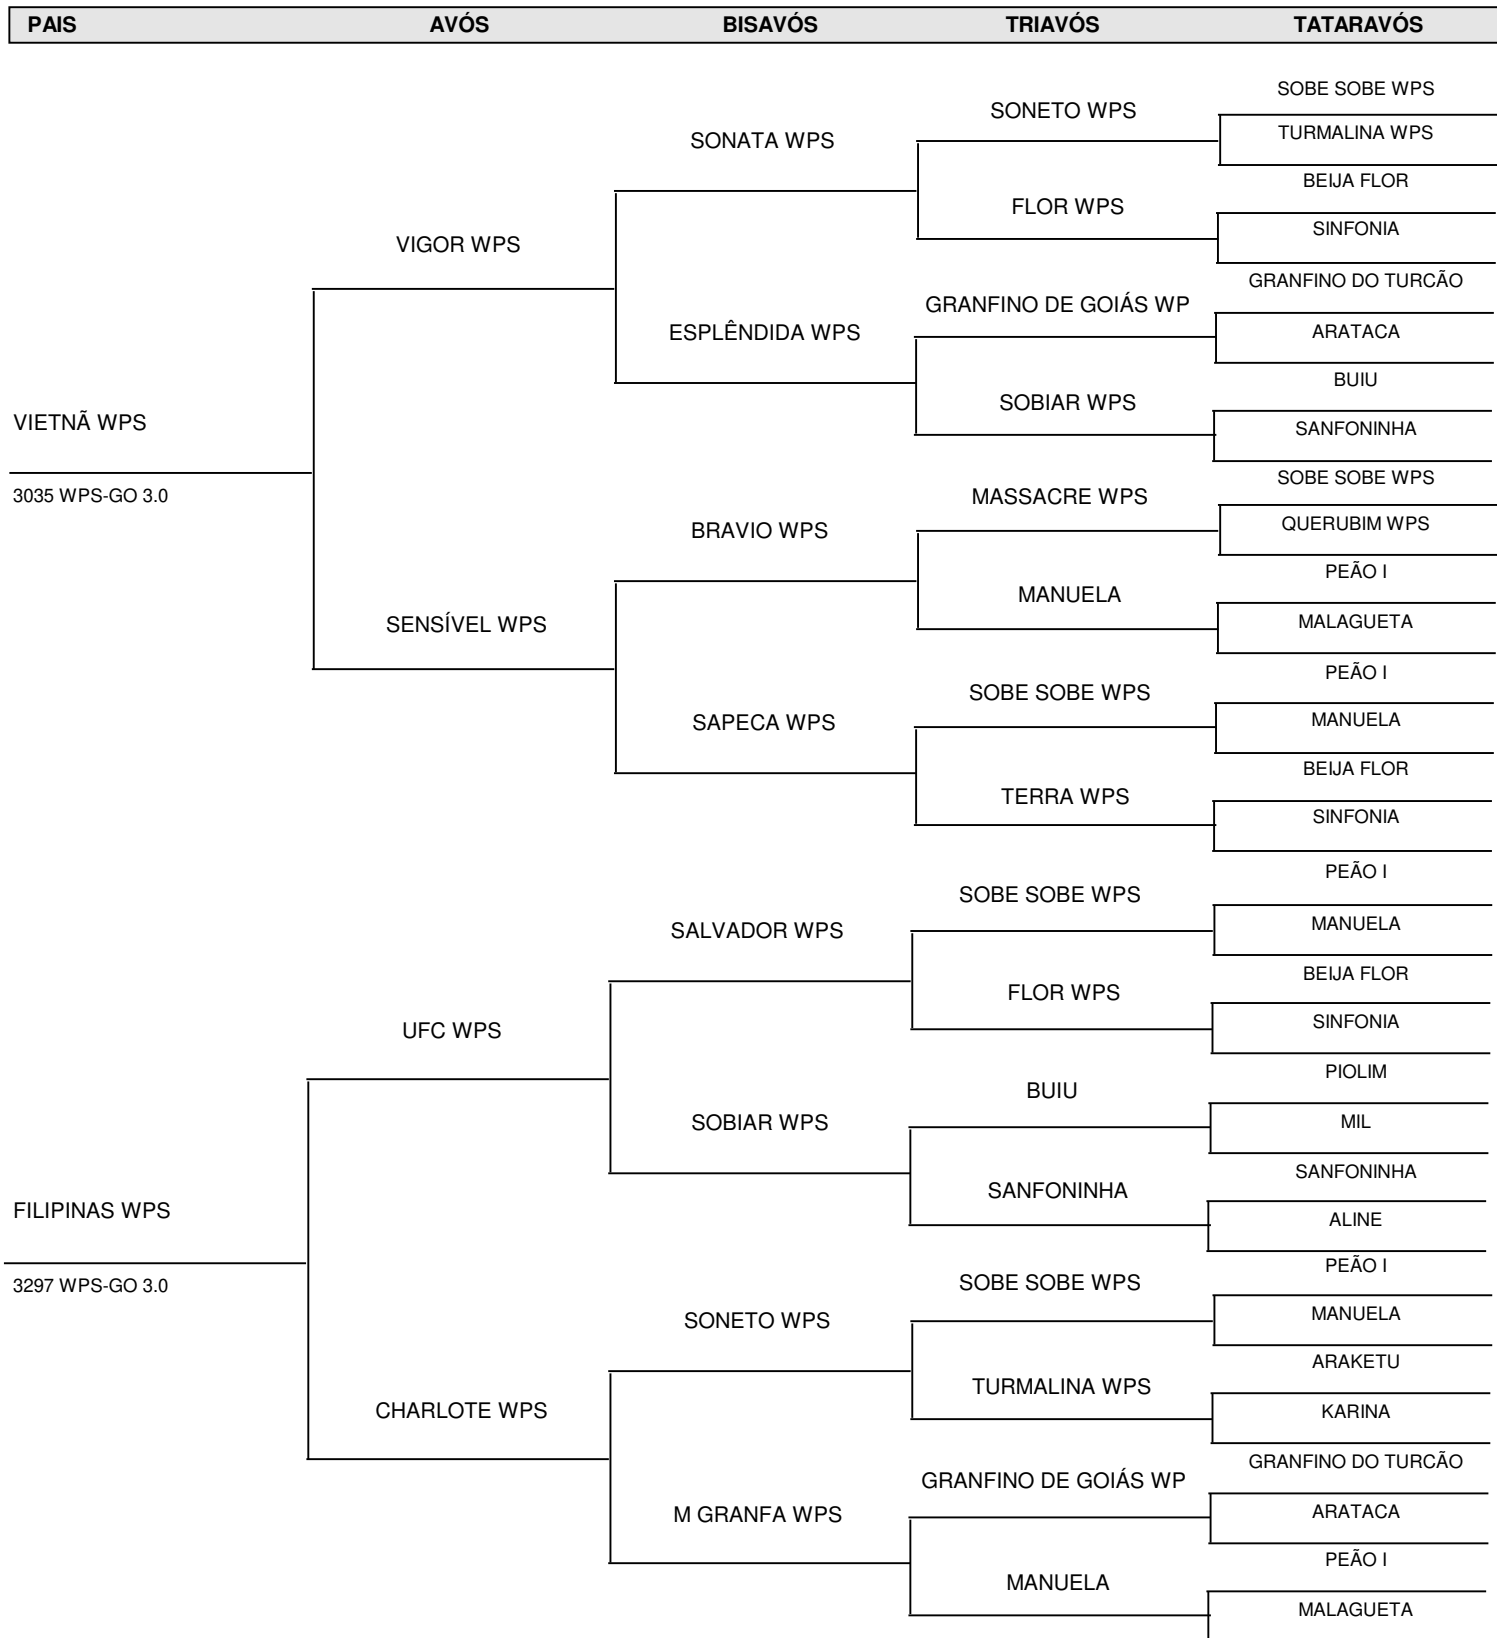 PAIS AVÓS BISAVÓS TRIAVÓS TATARAVÓS
SOBE SOBE WPS
SONETO WPS
TURMALINA WPS
SONATA WPS
BEIJA FLOR
FLOR WPS
SINFONIA
VIGOR WPS
GRANFINO DO TURCÃO
GRANFINO DE GOIÁS WP
ARATACA
ESPLÊNDIDA WPS
BUIU
SOBIAR WPS
SANFONINHA
VIETNÃ WPS
3035 WPS-GO 3.0
SOBE SOBE WPS
MASSACRE WPS
QUERUBIM WPS
BRAVIO WPS
PEÃO I
MANUELA
MALAGUETA
SENSÍVEL WPS
PEÃO I
SOBE SOBE WPS
MANUELA
SAPECA WPS
BEIJA FLOR
TERRA WPS
SINFONIA
PEÃO I
SOBE SOBE WPS
MANUELA
SALVADOR WPS
BEIJA FLOR
FLOR WPS
SINFONIA
UFC WPS
PIOLIM
BUIU
MIL
SOBIAR WPS
SANFONINHA
SANFONINHA
ALINE
FILIPINAS WPS
3297 WPS-GO 3.0
PEÃO I
SOBE SOBE WPS
MANUELA
SONETO WPS
ARAKETU
TURMALINA WPS
KARINA
CHARLOTE WPS
GRANFINO DO TURCÃO
GRANFINO DE GOIÁS WP
ARATACA
M GRANFA WPS
PEÃO I
MANUELA
MALAGUETA